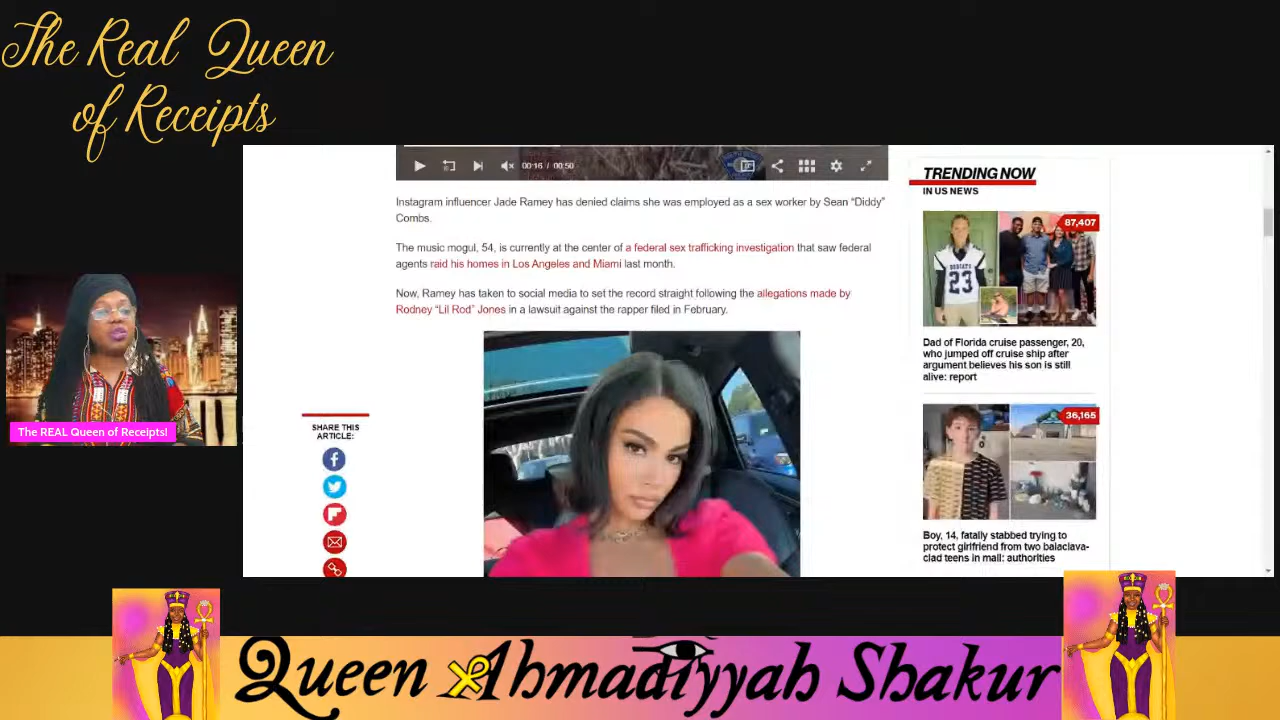 The Real Queen
of Receipts
00:16 / 00:50
Instagram influencer Jade Ramey has denied claims she was employed as a sex worker by Sean “Diddy”
Combs.
The music mogul, 54, is currently at the center of a federal sex trafficking investigation that saw federal
agents raid his homes in Los Angeles and Miami last month.
Now, Ramey has taken to social media to set the record straight following the allegations made by
Rodney “Lil Rod” Jones in a lawsuit against the rapper filed in February.
SHARE THIS
ARTICLE:
TRENDING NOW
IN US NEWS
87,407
BOBCATS
23
Dad of Florida cruise passenger, 20,
who jumped off cruise ship after
argument believes his son is still
alive: report
36,165
Boy, 14, fatally stabbed trying to
protect girlfriend from two balaclava-
clad teens in mall: authorities
The REAL Queen of Receipts!
Queen Ahmadiyyah Shakur